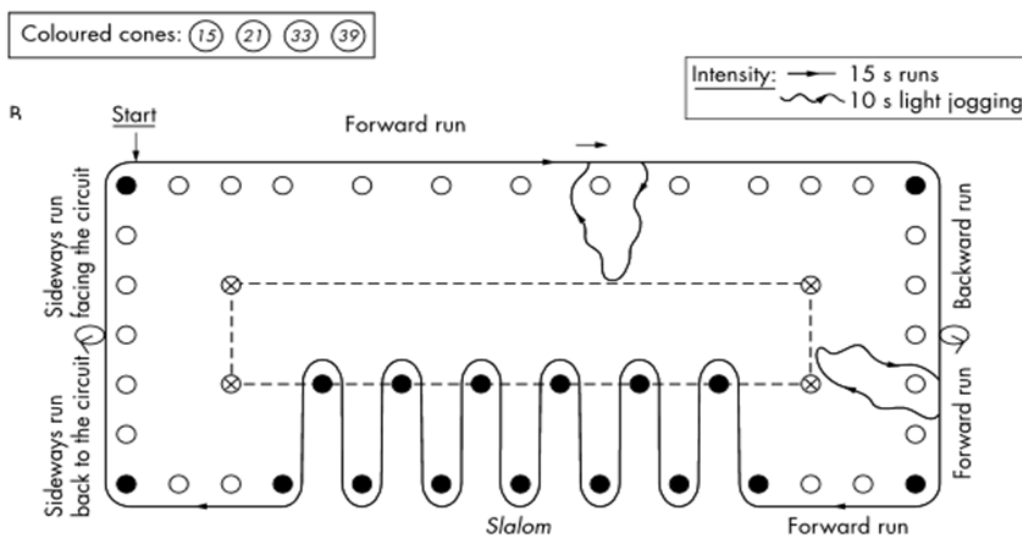 Coloured cones: 15 21 33 39
Intensity: 15 s runs
10 s light jogging
B
Start
Forward run
Sideways run
facing the circuit
Backward run
Sideways run
back to the circuit
Forward run
Slalom
Forward run